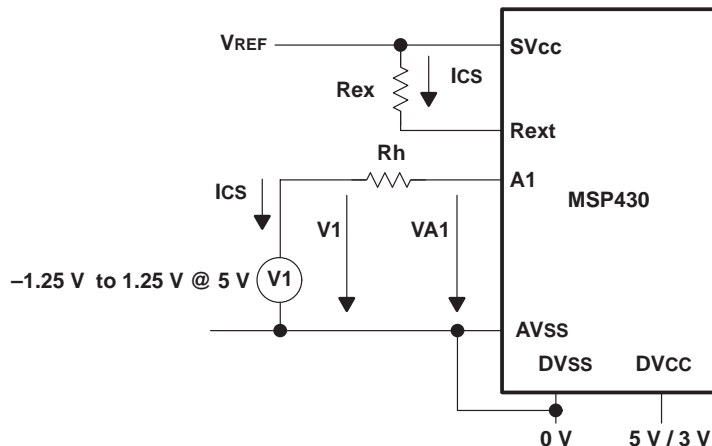 VREF
SVCC
Rex
ICS
Rext
Rh
A1
ICS
MSP430
V1
VA1
–1.25 V to 1.25 V @ 5 V
V1
AVSS
DVSS
DVCC
0 V
5 V / 3 V